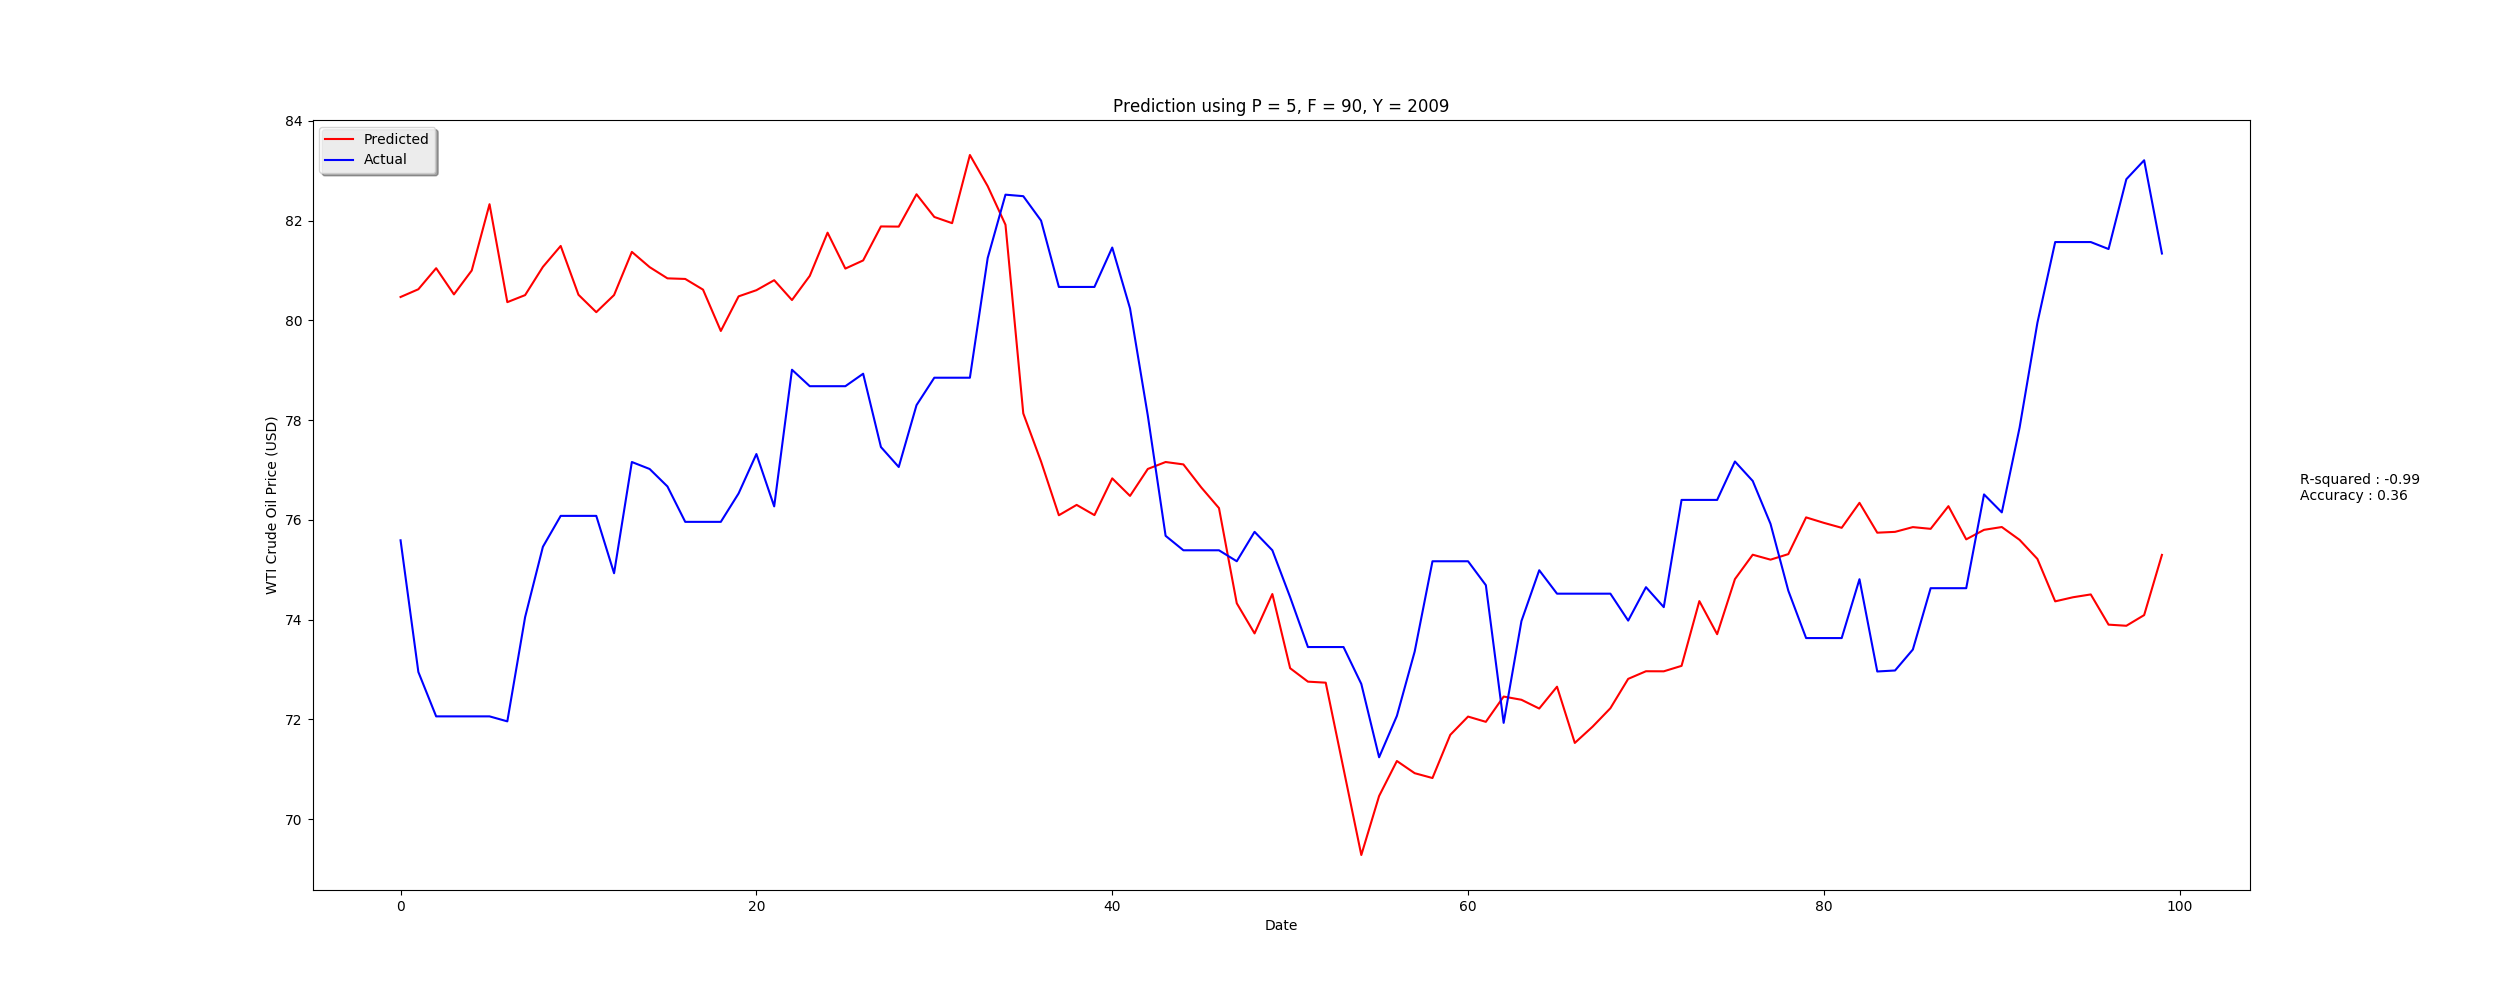 Prediction using P = 5, F = 90, Y = 2009
Predicted
Actual
84
82
80
78
76
74
72
70
WTI Crude Oil Price (USD)
0 20 40 60 80 100
Date
R-squared : -0.99
Accuracy : 0.36